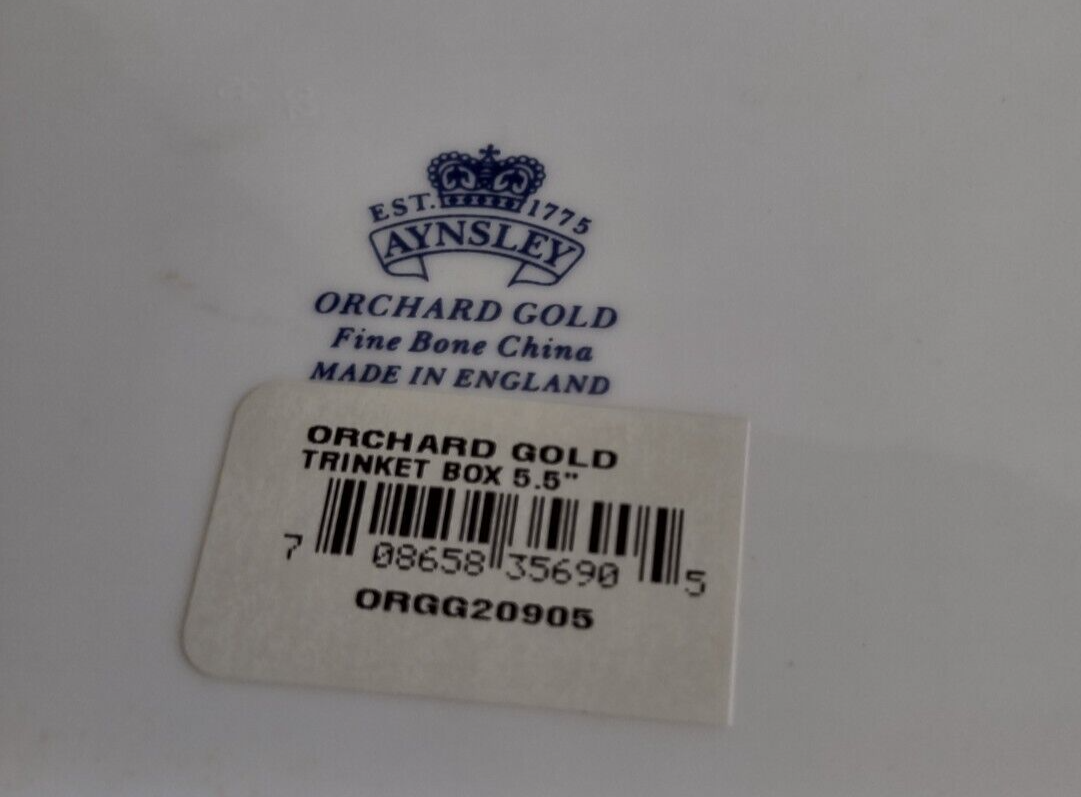 EST. 1775
AYNSLEY
ORCHARD GOLD
Fine Bone China
MADE IN ENGLAND
ORCHARD GOLD
TRINKET BOX 5.5"
7 08658 35690 5
ORGG20905